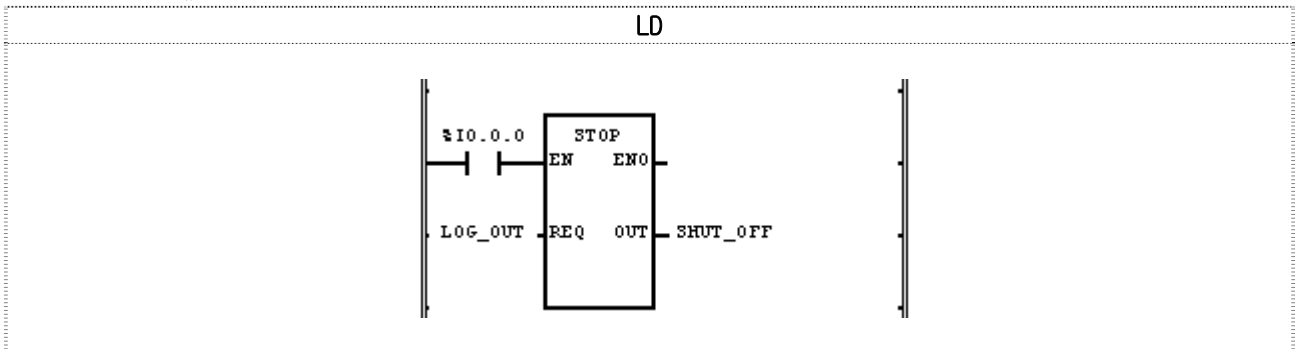 LD
%I0.0.0
STOP
EN ENO
LOG_OUT REQ OUT SHUT_OFF